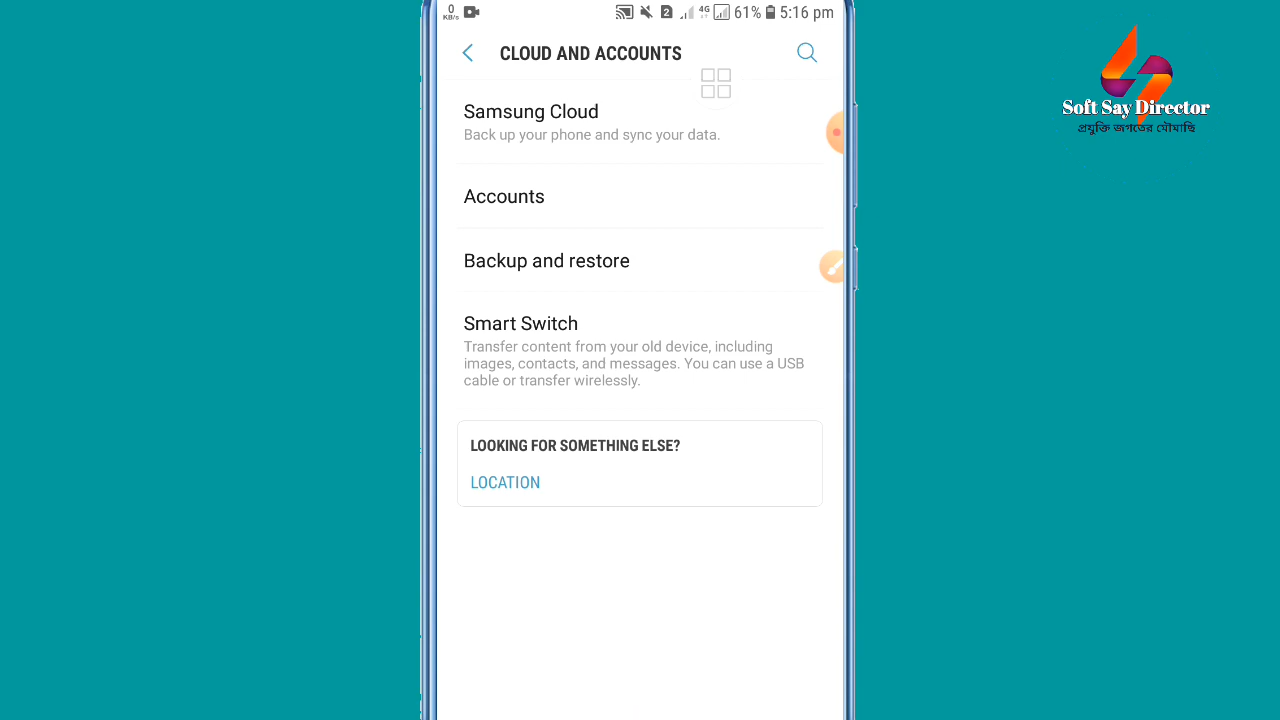 0
KB/s
2
4G
61%
5:16 pm
CLOUD AND ACCOUNTS
Samsung Cloud
Back up your phone and sync your data.
Accounts
Backup and restore
Smart Switch
Transfer content from your old device, including
images, contacts, and messages. You can use a USB
cable or transfer wirelessly.
LOOKING FOR SOMETHING ELSE?
LOCATION
Soft Say Director
প্রযুক্তি জগতের মৌমাছি